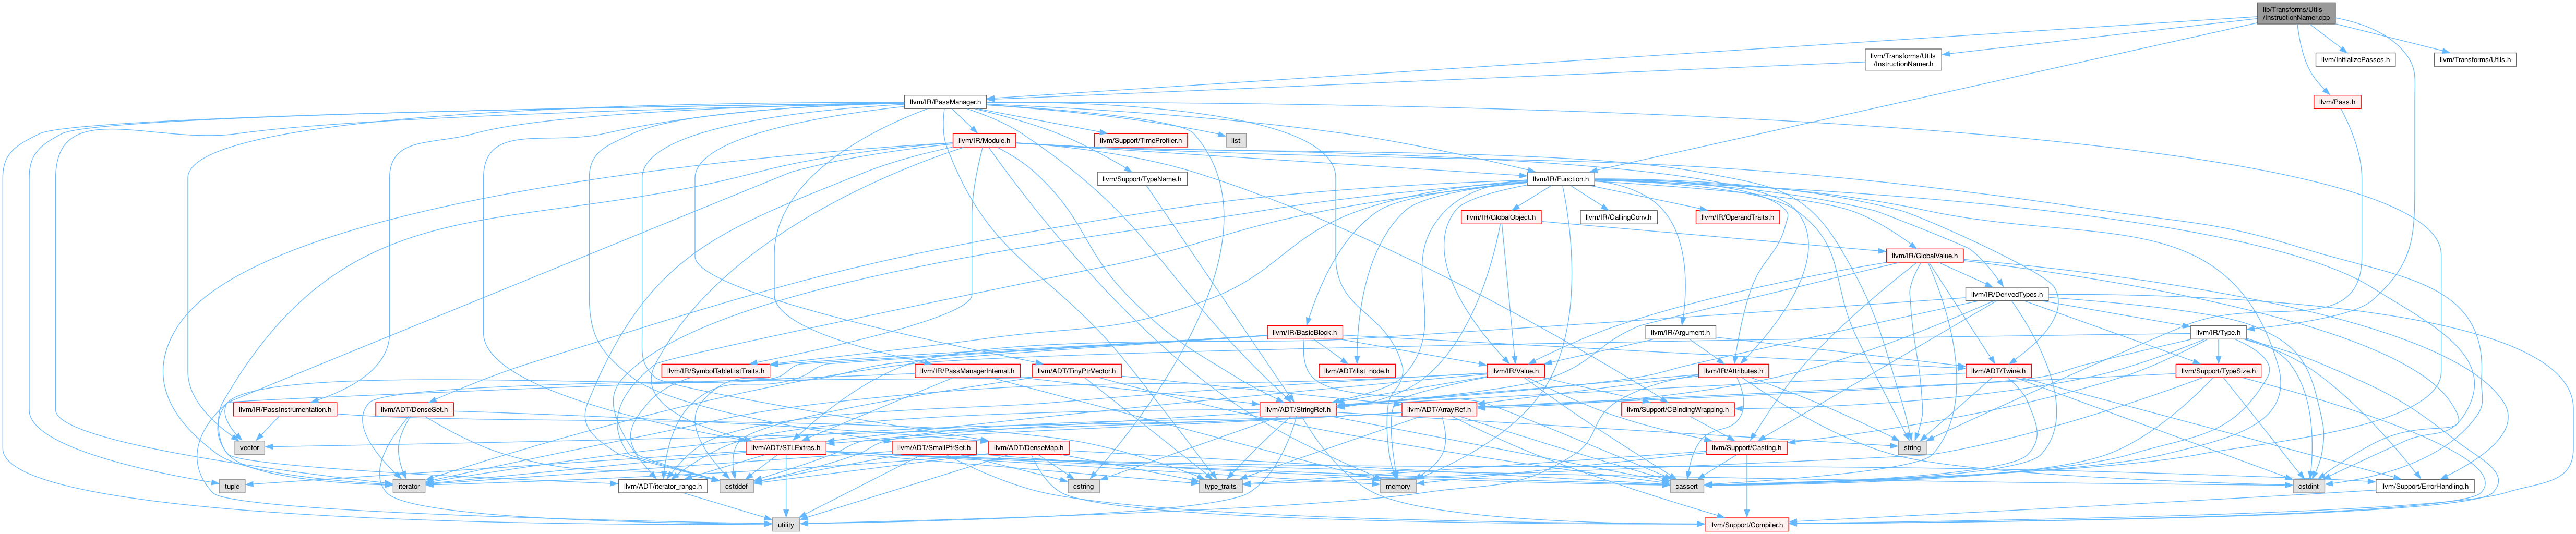 lib/Transforms/Utils
/InstructionNamer.cpp
llvm/Transforms/Utils
/InstructionNamer.h
llvm/InitializePasses.h
llvm/Transforms/Utils.h
llvm/IR/PassManager.h
llvm/Pass.h
llvm/IR/Module.h
llvm/Support/TimeProfiler.h
list
llvm/Support/TypeName.h
llvm/IR/Function.h
llvm/IR/GlobalObject.h
llvm/IR/CallingConv.h
llvm/IR/OperandTraits.h
llvm/IR/GlobalValue.h
llvm/IR/DerivedTypes.h
llvm/IR/BasicBlock.h
llvm/IR/Argument.h
llvm/IR/Type.h
llvm/IR/SymbolTableListTraits.h
llvm/IR/PassManagerInternal.h
llvm/ADT/TinyPtrVector.h
llvm/ADT/ilist_node.h
llvm/IR/Value.h
llvm/IR/Attributes.h
llvm/ADT/Twine.h
llvm/Support/TypeSize.h
llvm/IR/PassInstrumentation.h
llvm/ADT/DenseSet.h
llvm/ADT/StringRef.h
llvm/ADT/ArrayRef.h
llvm/Support/CBindingWrapping.h
vector
llvm/ADT/STLExtras.h
llvm/ADT/SmallPtrSet.h
llvm/ADT/DenseMap.h
llvm/Support/Casting.h
string
tuple
iterator
llvm/ADT/iterator_range.h
cstddef
cstring
type_traits
memory
cassert
cstdint
llvm/Support/ErrorHandling.h
utility
llvm/Support/Compiler.h